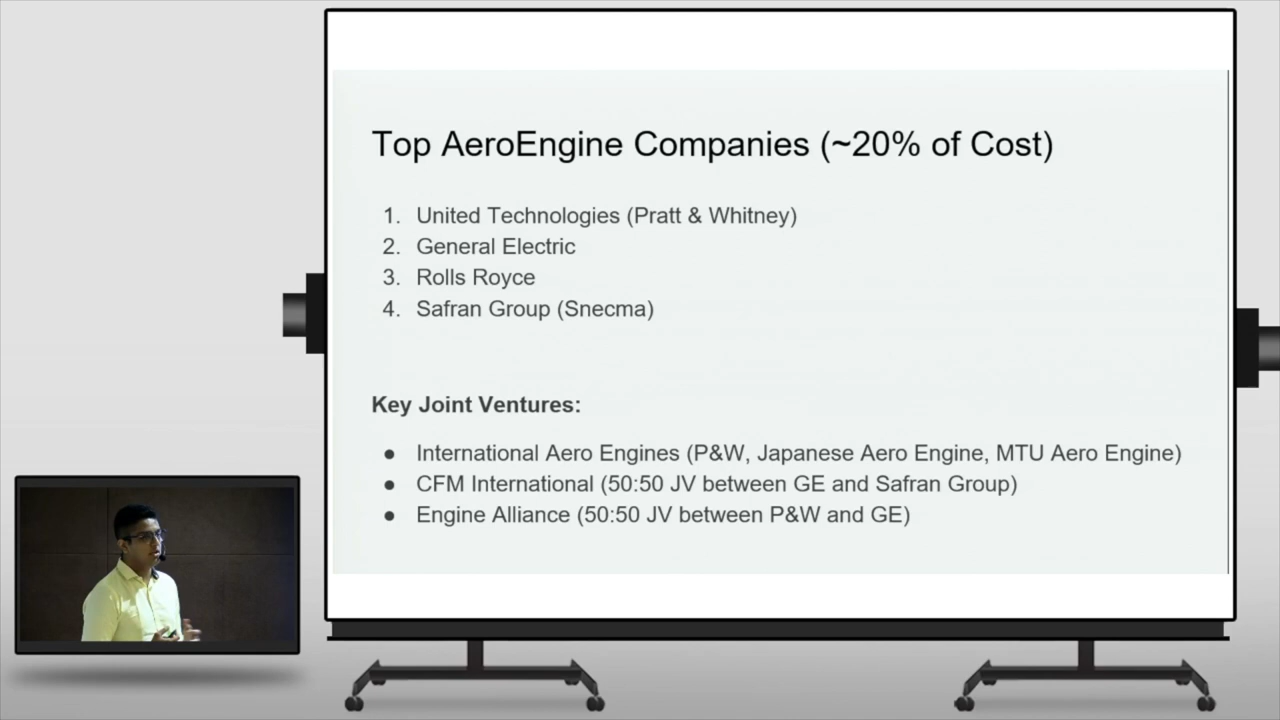 Top AeroEngine Companies (~20% of Cost)
1. United Technologies (Pratt & Whitney)
2. General Electric
3. Rolls Royce
4. Safran Group (Snecma)
Key Joint Ventures:
● International Aero Engines (P&W, Japanese Aero Engine, MTU Aero Engine)
● CFM International (50:50 JV between GE and Safran Group)
● Engine Alliance (50:50 JV between P&W and GE)